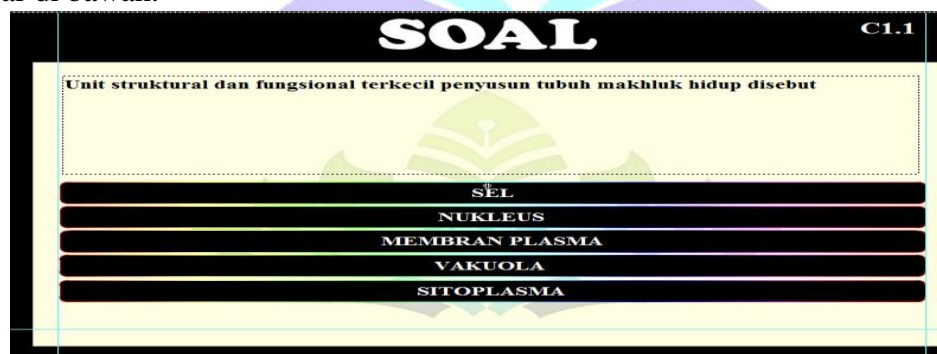 SOAL
C1.1
Unit struktural dan fungsional terkecil penyusun tubuh makhluk hidup disebut
SEL
NUKLEUS
MEMBRAN PLASMA
VAKUOLA
SITOPLASMA